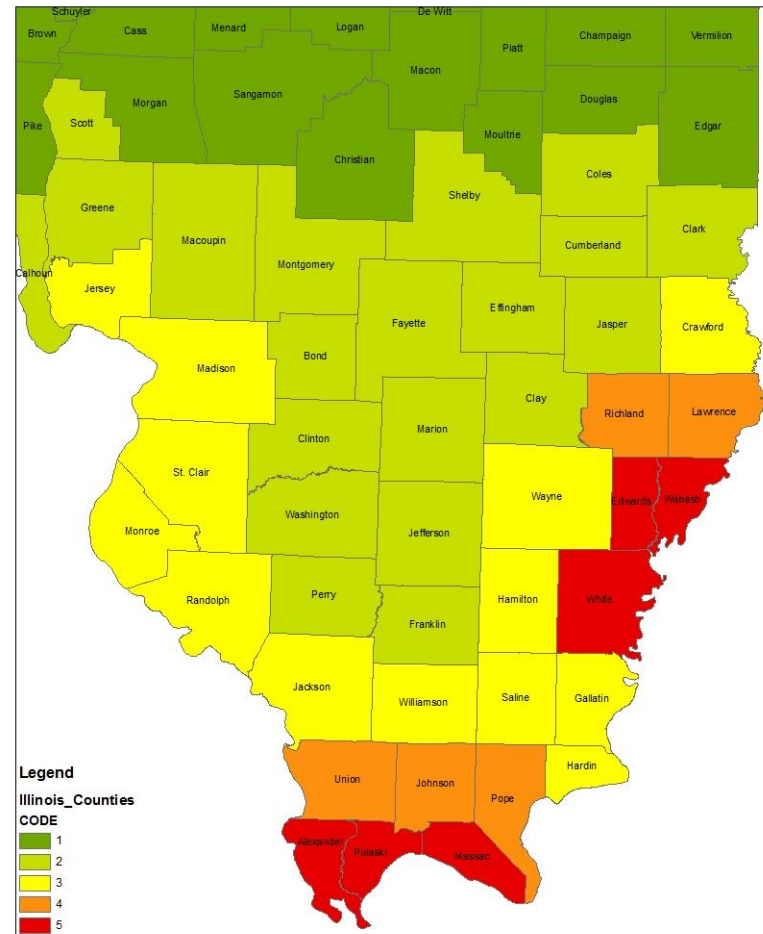 Schuyler
De Witt
Brown
Cass
Menard
Logan
Piatt
Champaign
Vermilion
Macon
Pike
Scott
Morgan
Sangamon
Christian
Moultrie
Douglas
Edgar
Greene
Macoupin
Montgomery
Shelby
Coles
Cumberland
Clark
Calhoun
Jersey
Madison
Bond
Fayette
Effingham
Jasper
Crawford
Clinton
Marion
Clay
Richland
Lawrence
St. Clair
Washington
Jefferson
Wayne
Edwards
Wabash
Monroe
Randolph
Perry
Franklin
Hamilton
White
Jackson
Williamson
Saline
Gallatin
Hardin
Union
Johnson
Pope
Alexander
Pulaski
Massac
Legend
Illinois_Counties
CODE
1
2
3
4
5